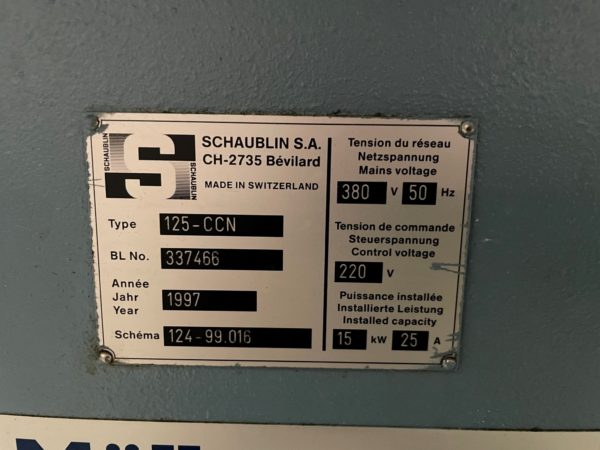 SCHAUBLIN
S
SCHAUBLIN
SCHAUBLIN S.A.
CH-2735 Bévilard
MADE IN SWITZERLAND
Type 125-CCN
BL No. 337466
Année
Jahr 1997
Year
Schéma 124-99.016
Tension du réseau
Netzspannung
Mains voltage
380 V 50 Hz
Tension de commande
Steuerspannung
Control voltage
220 V
Puissance installée
Installierte Leistung
Installed capacity
15 kW 25 A